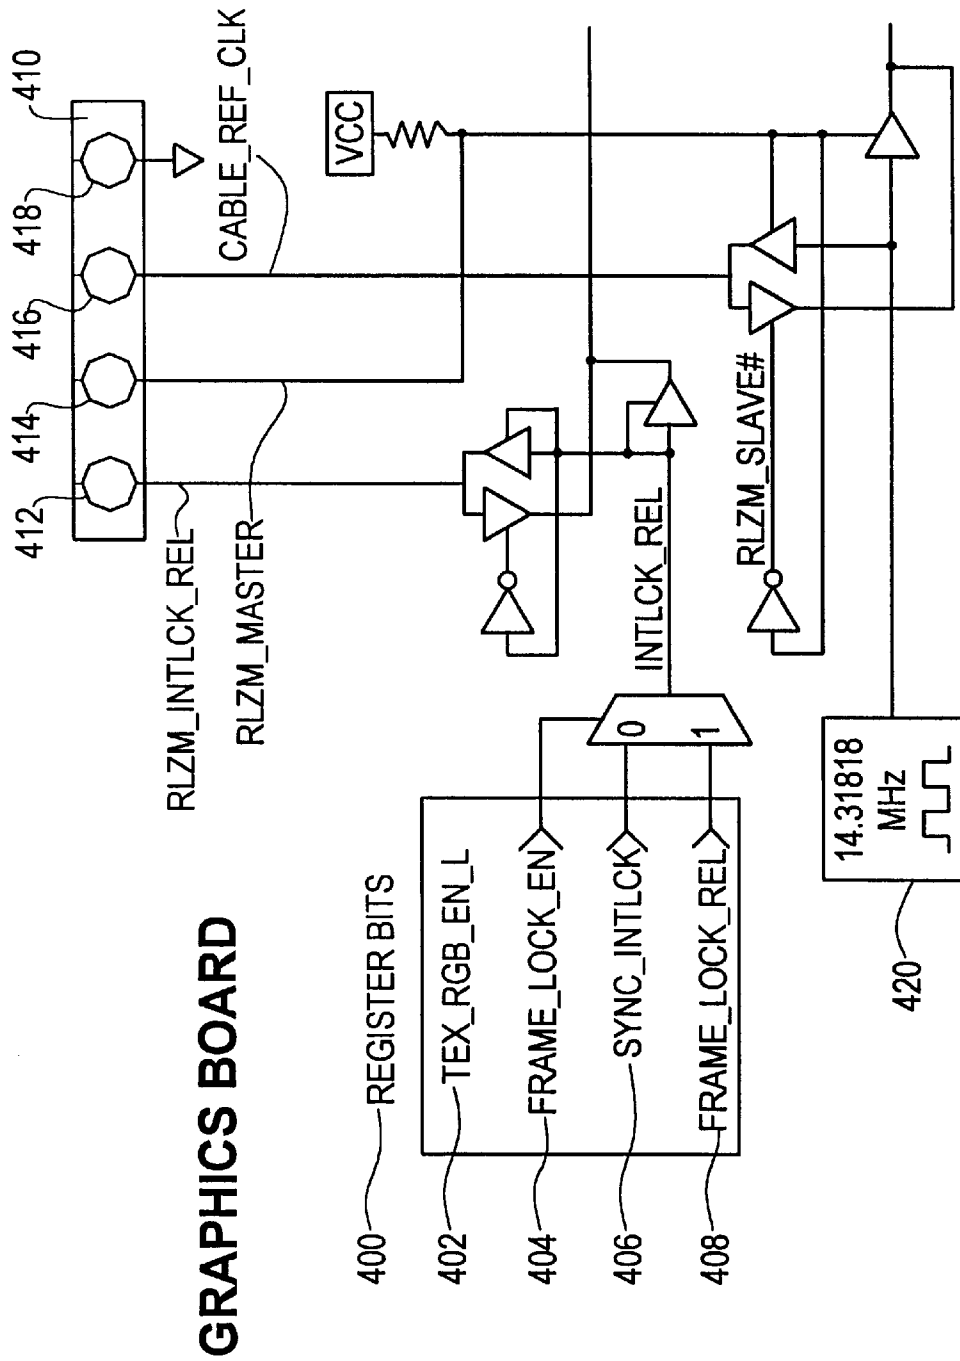 GRAPHICS BOARD
400
REGISTER BITS
402
TEX_RGB_EN_L
404
FRAME_LOCK_EN
406
SYNC_INTLCK
408
FRAME_LOCK_REL
0
1
INTLCK_REL
420
14.31818
MHz
RLZM_SLAVE#
RLZM_INTLCK_REL
RLZM_MASTER
412
414
416
418
410
CABLE_REF_CLK
VCC